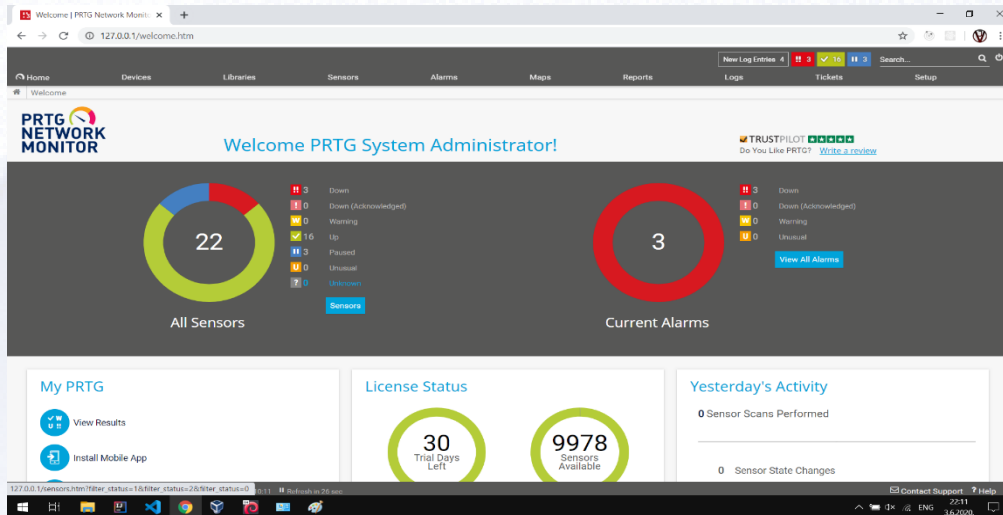 Welcome | PRTG Network Monito
127.0.0.1/welcome.htm
New Log Entries 4 !! 3 16 3 Search...
Home Devices Libraries Sensors Alarms Maps Reports Logs Tickets Setup
Welcome
PRTG
NETWORK
MONITOR
Welcome PRTG System Administrator!
TRUSTPILOT
Do You Like PRTG? Write a review
22
All Sensors
!! 3 Down
! 0 Down (Acknowledged)
W 0 Warning
16 Up
3 Paused
U 0 Unusual
? 0 Unknown
Sensors
3
Current Alarms
!! 3 Down
! 0 Down (Acknowledged)
W 0 Warning
U 0 Unusual
View All Alarms
My PRTG
View Results
Install Mobile App
License Status
30
Trial Days
Left
9978
Sensors
Available
Yesterday's Activity
0 Sensor Scans Performed
0 Sensor State Changes
127.0.0.1/sensors.htm?filter_status=1&filter_status=2&filter_status=0
Refresh in 26 sec
Contact Support ? Help
ENG
22:11
3.6.2020.